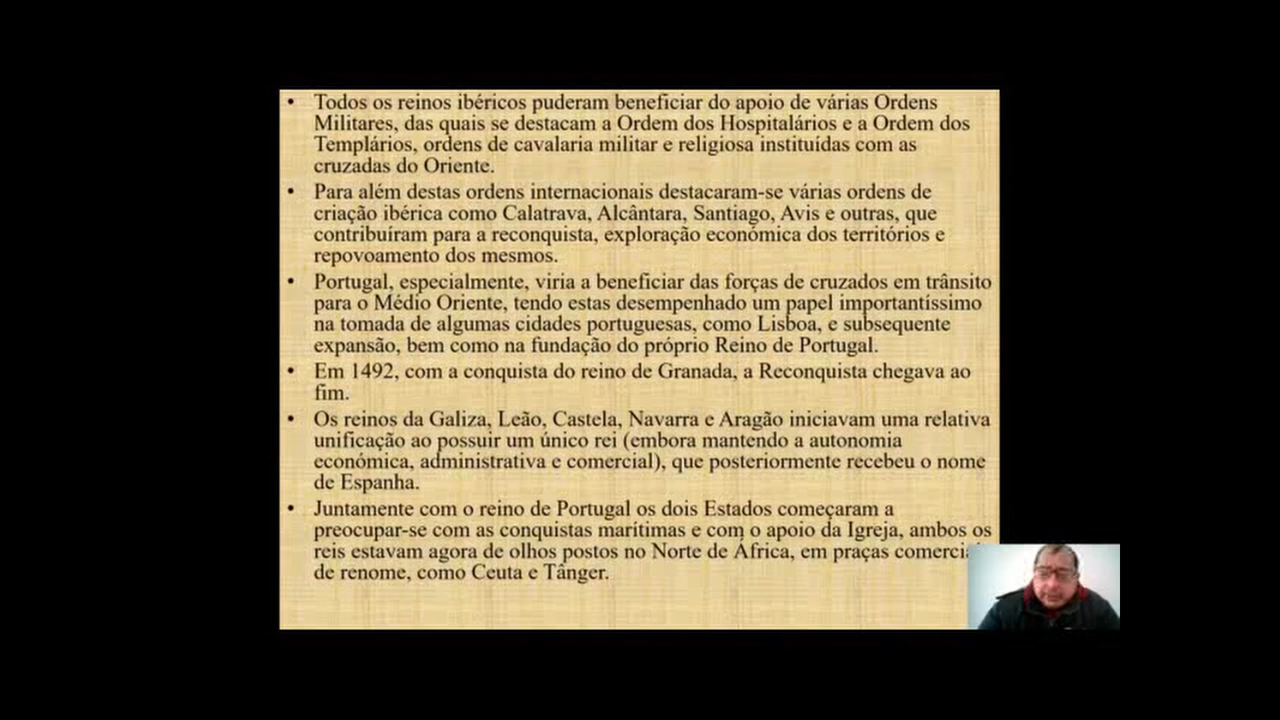 • Todos os reinos ibéricos puderam beneficiar do apoio de várias Ordens
Militares, das quais se destacam a Ordem dos Hospitalários e a Ordem dos
Templários, ordens de cavalaria militar e religiosa instituídas com as
cruzadas do Oriente.
• Para além destas ordens internacionais destacaram-se várias ordens de
criação ibérica como Calatrava, Alcântara, Santiago, Avis e outras, que
contribuíram para a reconquista, exploração económica dos territórios e
repovoamento dos mesmos.
• Portugal, especialmente, viria a beneficiar das forças de cruzados em trânsito
para o Médio Oriente, tendo estas desempenhado um papel importantíssimo
na tomada de algumas cidades portuguesas, como Lisboa, e subsequente
expansão, bem como na fundação do próprio Reino de Portugal.
• Em 1492, com a conquista do reino de Granada, a Reconquista chegava ao
fim.
• Os reinos da Galiza, Leão, Castela, Navarra e Aragão iniciavam uma relativa
unificação ao possuir um único rei (embora mantendo a autonomia
económica, administrativa e comercial), que posteriormente recebeu o nome
de Espanha.
• Juntamente com o reino de Portugal os dois Estados começaram a
preocupar-se com as conquistas marítimas e com o apoio da Igreja, ambos os
reis estavam agora de olhos postos no Norte de África, em praças
de renome, como Ceuta e Tânger.